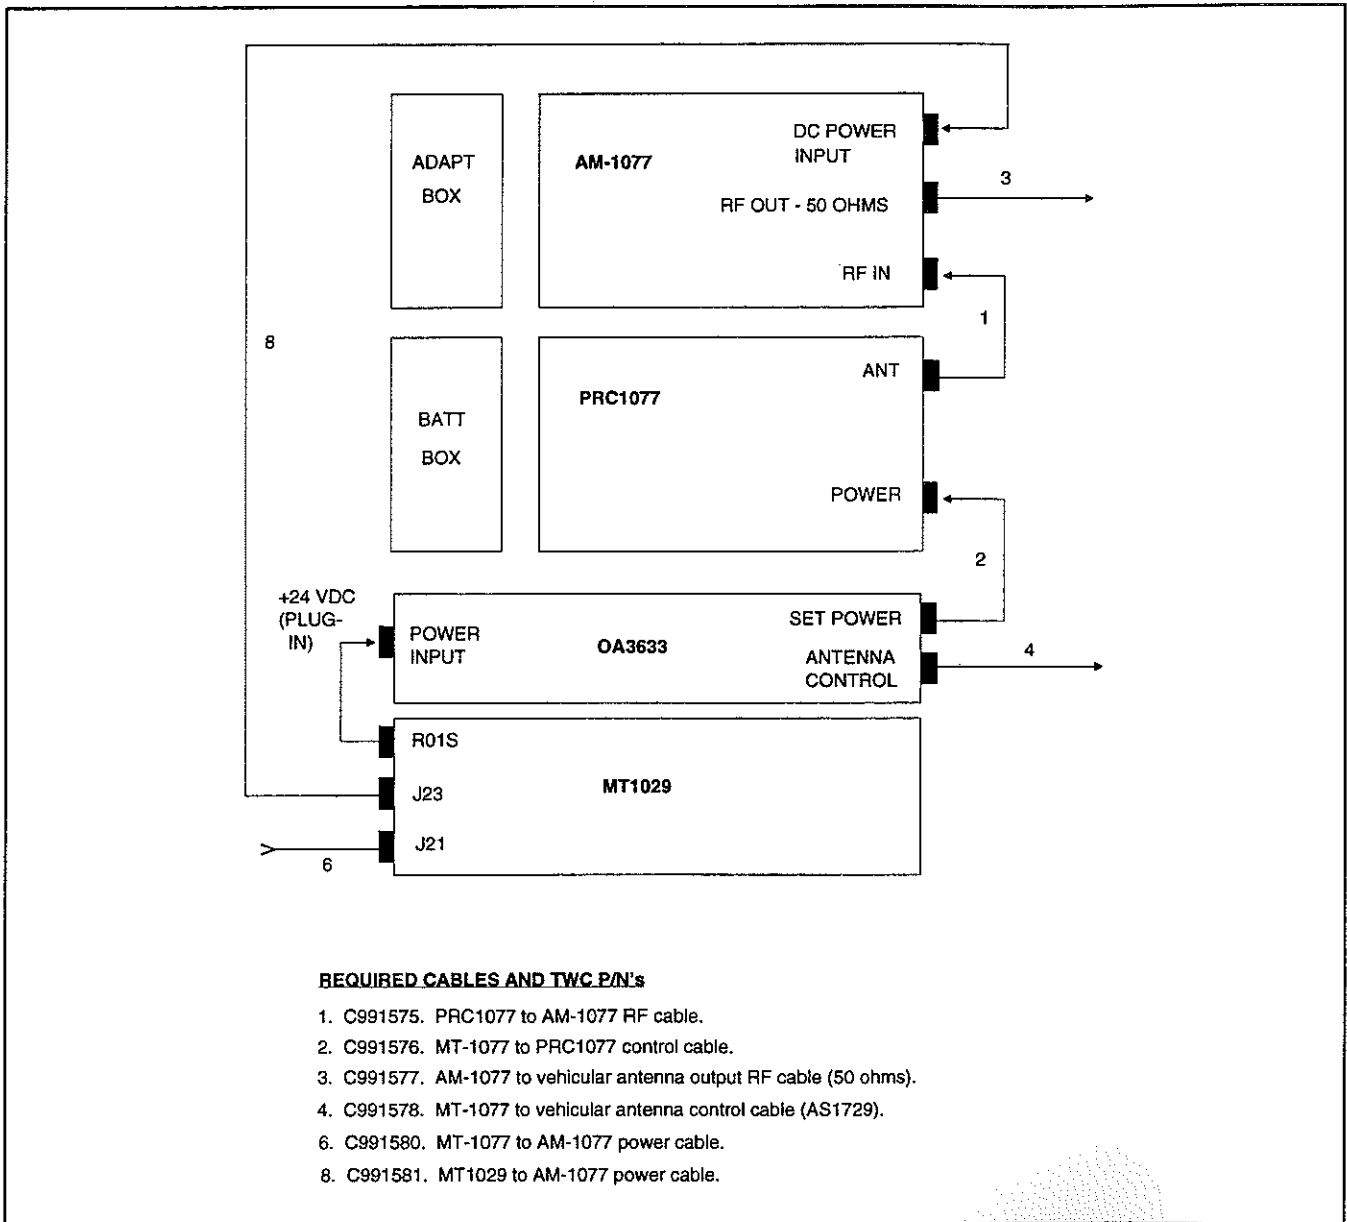 ADAPT
BOX
AM-1077
DC POWER
INPUT
RF OUT - 50 OHMS
RF IN
3
1
8
BATT
BOX
PRC1077
ANT
POWER
2
+24 VDC
(PLUG-
IN)
POWER
INPUT
OA3633
SET POWER
ANTENNA
CONTROL
4
R01S
J23
J21
MT1029
6
REQUIRED CABLES AND TWC P/N's
1. C991575. PRC1077 to AM-1077 RF cable.
2. C991576. MT-1077 to PRC1077 control cable.
3. C991577. AM-1077 to vehicular antenna output RF cable (50 ohms).
4. C991578. MT-1077 to vehicular antenna control cable (AS1729).
6. C991580. MT-1077 to AM-1077 power cable.
8. C991581. MT1029 to AM-1077 power cable.